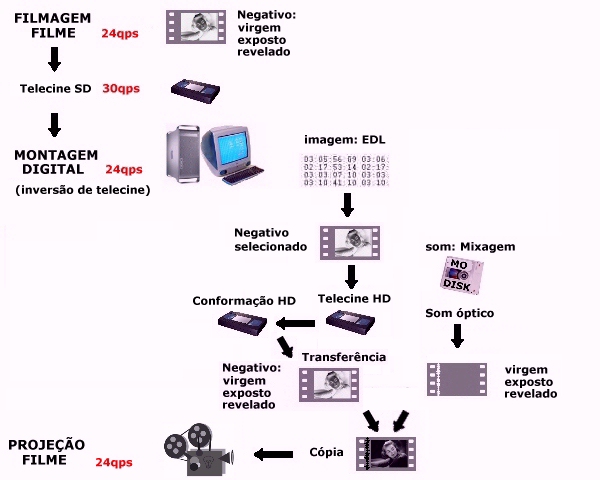 FILMAGEM
FILME 24qps
Negativo:
virgem
exposto
revelado
Telecine SD 30qps
MONTAGEM
DIGITAL 24qps
(inversão de telecine)
imagem: EDL
03 05:56 09 03 06:
02 17:53 14 02 17:
03 03 07 10 03 03:
03 10 41 10 03 10:
Negativo
selecionado
som: Mixagem
MO
DISK
Conformação HD
Telecine HD
Som óptico
Transferência
Negativo:
virgem
exposto
revelado
virgem
exposto
revelado
PROJEÇÃO
FILME 24qps
Cópia